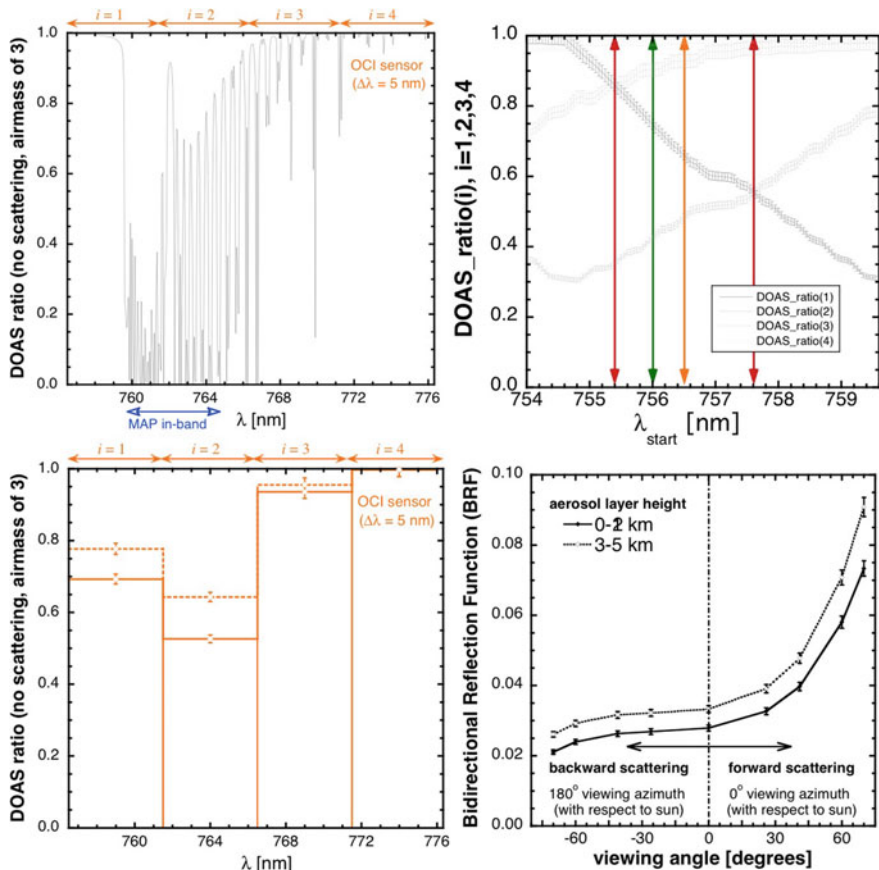 i = 1 i = 2 i = 3 i = 4
DOAS ratio (no scattering, airmass of 3)
1.0
0.8
0.6
0.4
0.2
0.0
OCI sensor
(Δλ = 5 nm)
760 764 768 772 776
λ [nm]
MAP in-band
DOAS_ratio(i), i=1,2,3,4
1.0
0.8
0.6
0.4
0.2
0.0
DOAS_ratio(1)
DOAS_ratio(2)
DOAS_ratio(3)
DOAS_ratio(4)
754 755 756 757 758 759
λstart [nm]
i = 1 i = 2 i = 3 i = 4
DOAS ratio (no scattering, airmass of 3)
1.0
0.8
0.6
0.4
0.2
0.0
OCI sensor
(Δλ = 5 nm)
760 764 768 772 776
λ [nm]
Bidirectional Reflection Function (BRF)
0.10
0.08
0.06
0.04
0.02
0.00
aerosol layer height
km
3-5 km
backward scattering
180° viewing azimuth
(with respect to sun)
forward scattering
0° viewing azimuth
(with respect to sun)
-60 -30 0 30 60
viewing angle [degrees]